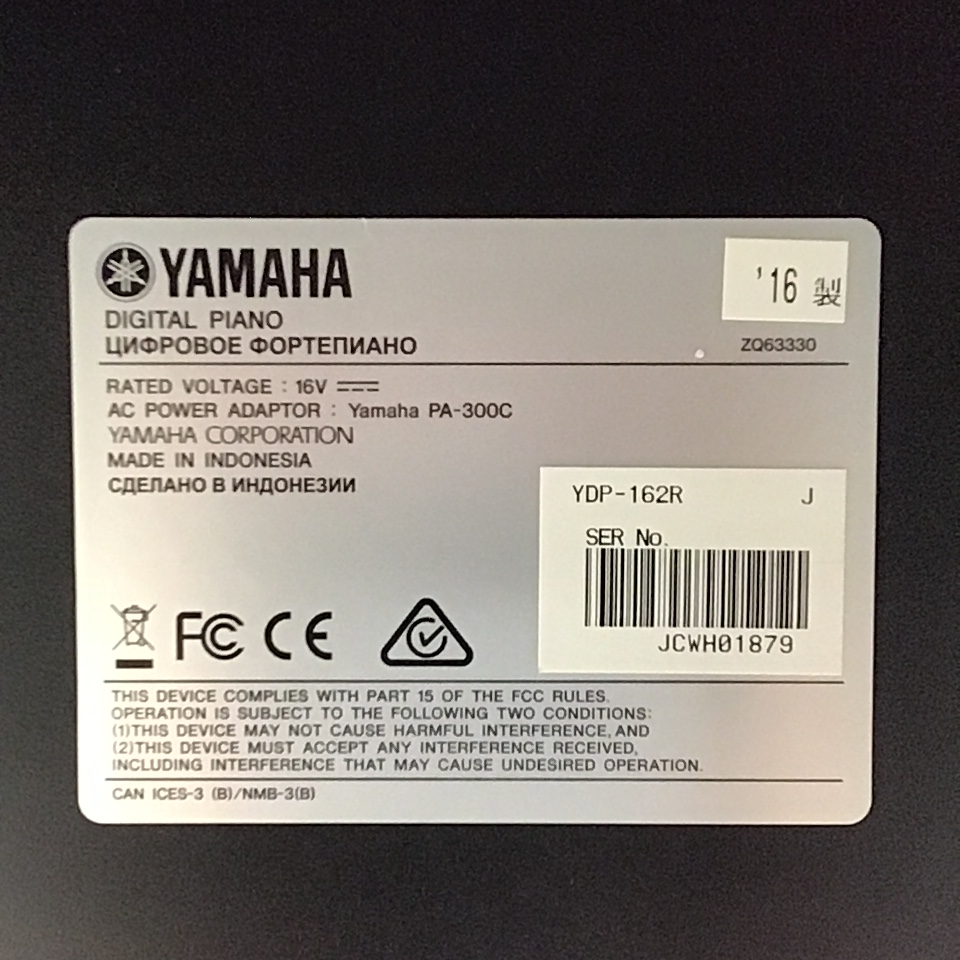 YAMAHA
DIGITAL PIANO
ЦИФРОВОЕ ФОРТЕПИАНО
'16 製
ZQ63330
RATED VOLTAGE : 16V
AC POWER ADAPTOR : Yamaha PA-300C
YAMAHA CORPORATION
MADE IN INDONESIA
СДЕЛАНО В ИНДОНЕЗИИ
YDP-162R J
SER No.
JCWH01879
FC CE
THIS DEVICE COMPLIES WITH PART 15 OF THE FCC RULES.
OPERATION IS SUBJECT TO THE FOLLOWING TWO CONDITIONS:
(1)THIS DEVICE MAY NOT CAUSE HARMFUL INTERFERENCE, AND
(2)THIS DEVICE MUST ACCEPT ANY INTERFERENCE RECEIVED,
INCLUDING INTERFERENCE THAT MAY CAUSE UNDESIRED OPERATION.
CAN ICES-3 (B)/NMB-3(B)